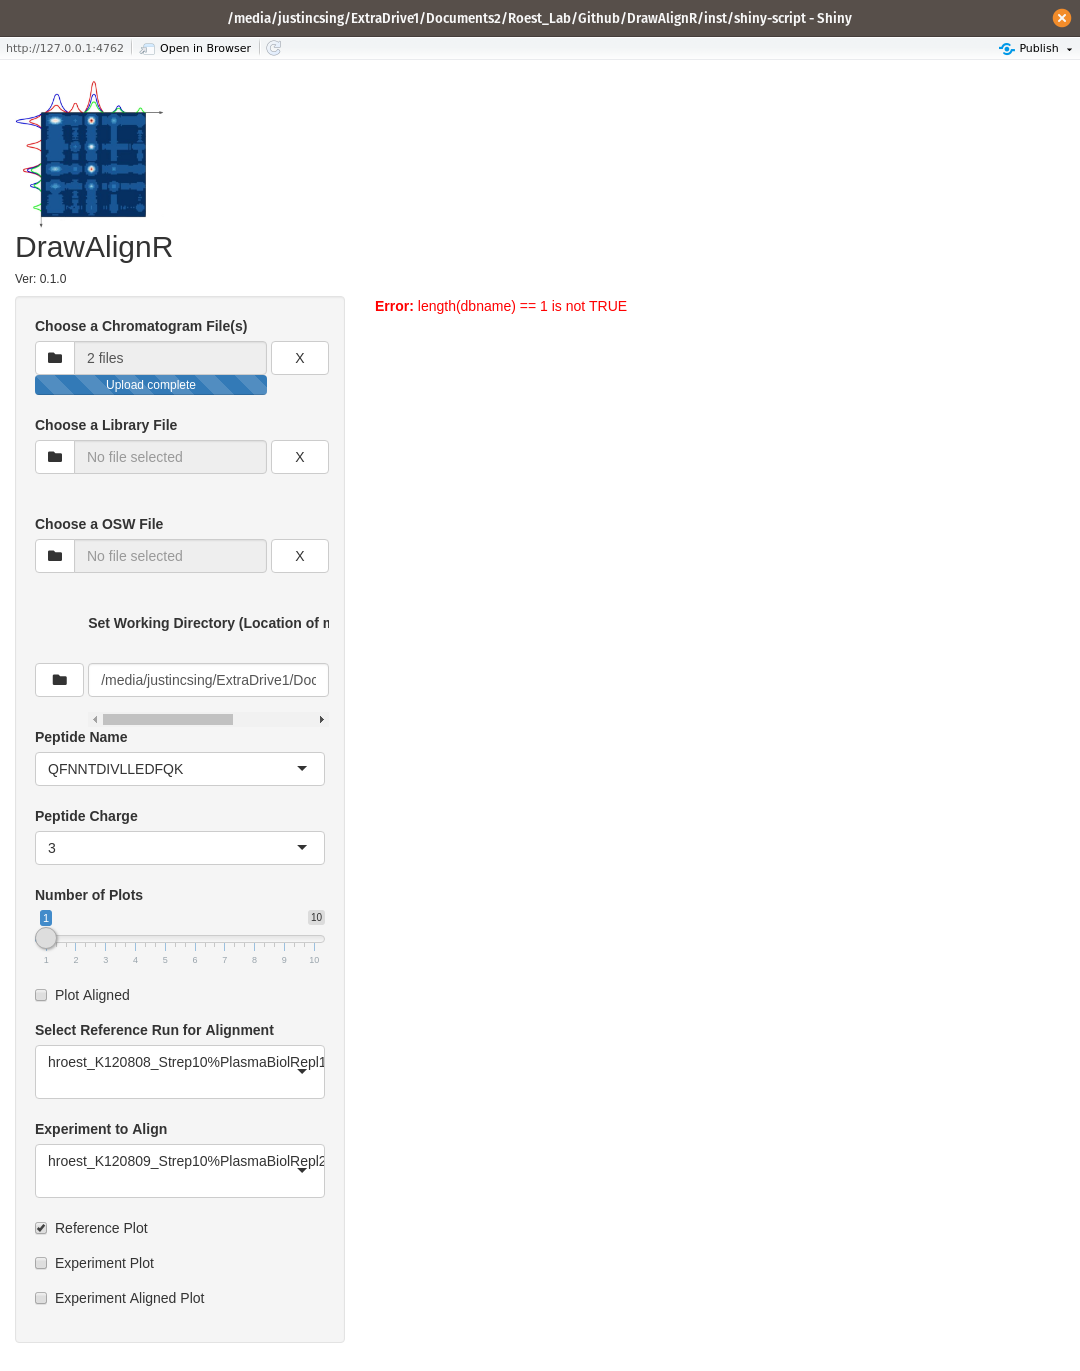 /media/justincsing/ExtraDrive1/Documents2/Roest_Lab/Github/DrawAlignR/inst/shiny-script - Shiny
http://127.0.0.1:4762 Open in Browser Publish
DrawAlignR
Ver: 0.1.0
Error: length(dbname) == 1 is not TRUE
Choose a Chromatogram File(s)
2 files X
Upload complete
Choose a Library File
No file selected X
Choose a OSW File
No file selected X
Set Working Directory (Location of
/media/justincsing/ExtraDrive1/Doc
Peptide Name
QFNNTDIVLLEDFQK
Peptide Charge
3
Number of Plots
1 10
1 2 3 4 5 6 7 8 9 10
Plot Aligned
Select Reference Run for Alignment
hroest_K120808_Strep10%PlasmaBiolRepl1
Experiment to Align
hroest_K120809_Strep10%PlasmaBiolRepl2
Reference Plot
Experiment Plot
Experiment Aligned Plot